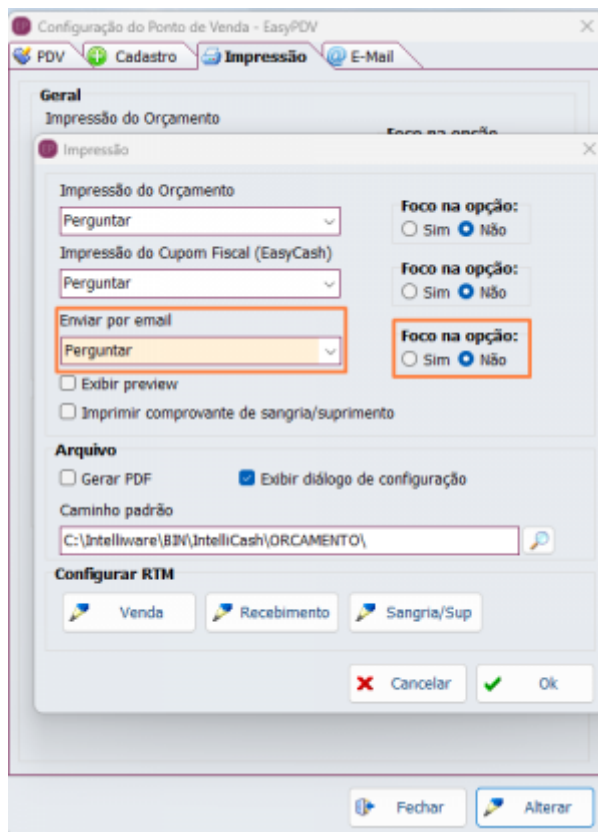 Configuração do Ponto de Venda - EasyPDV
PDV Cadastro Impressão E-Mail
Geral
Impressão do Orçamento
Foco na opção
Impressão
Impressão do Orçamento
Foco na opção:
Perguntar
Sim Não
Impressão do Cupom Fiscal (EasyCash)
Foco na opção:
Perguntar
Sim Não
Enviar por email
Foco na opção:
Perguntar
Sim Não
Exibir preview
Imprimir comprovante de sangria/suprimento
Arquivo
Gerar PDF Exibir diálogo de configuração
Caminho padrão
C:\Intelliware\BIN\IntelliCash\ORCAMENTO\
Configurar RTM
Venda Recebimento Sangria/Sup
Cancelar Ok
Fechar Alterar